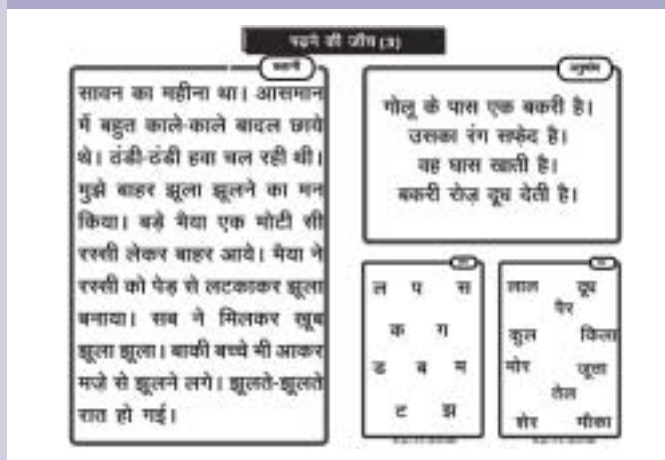 पढ़ने की जाँच (3)
कहानी
सावन का महीना था। आसमान
में बहुत काले-काले बादल छाये
थे। ठंडी-ठंडी हवा चल रही थी।
मुझे बाहर झूला झूलने का मन
किया। बड़े भैया एक मोटी सी
रस्सी लेकर बाहर आये। भैया ने
रस्सी को पेड़ से लटकाकर झूला
बनाया। सब ने मिलकर खूब
झूला झूला। बाकी बच्चे भी आकर
मजे से झूलने लगे। झूलते-झूलते
रात हो गई।
अनुच्छेद
गोलू के पास एक बकरी है।
उसका रंग सफ़ेद है।
वह घास खाती है।
बकरी रोज़ दूध देती है।
ल प स
क ग
ड ब म
ट झ
लाल दूध
पैर
कुल किला
मोर जूता
तेल
शेर मौका